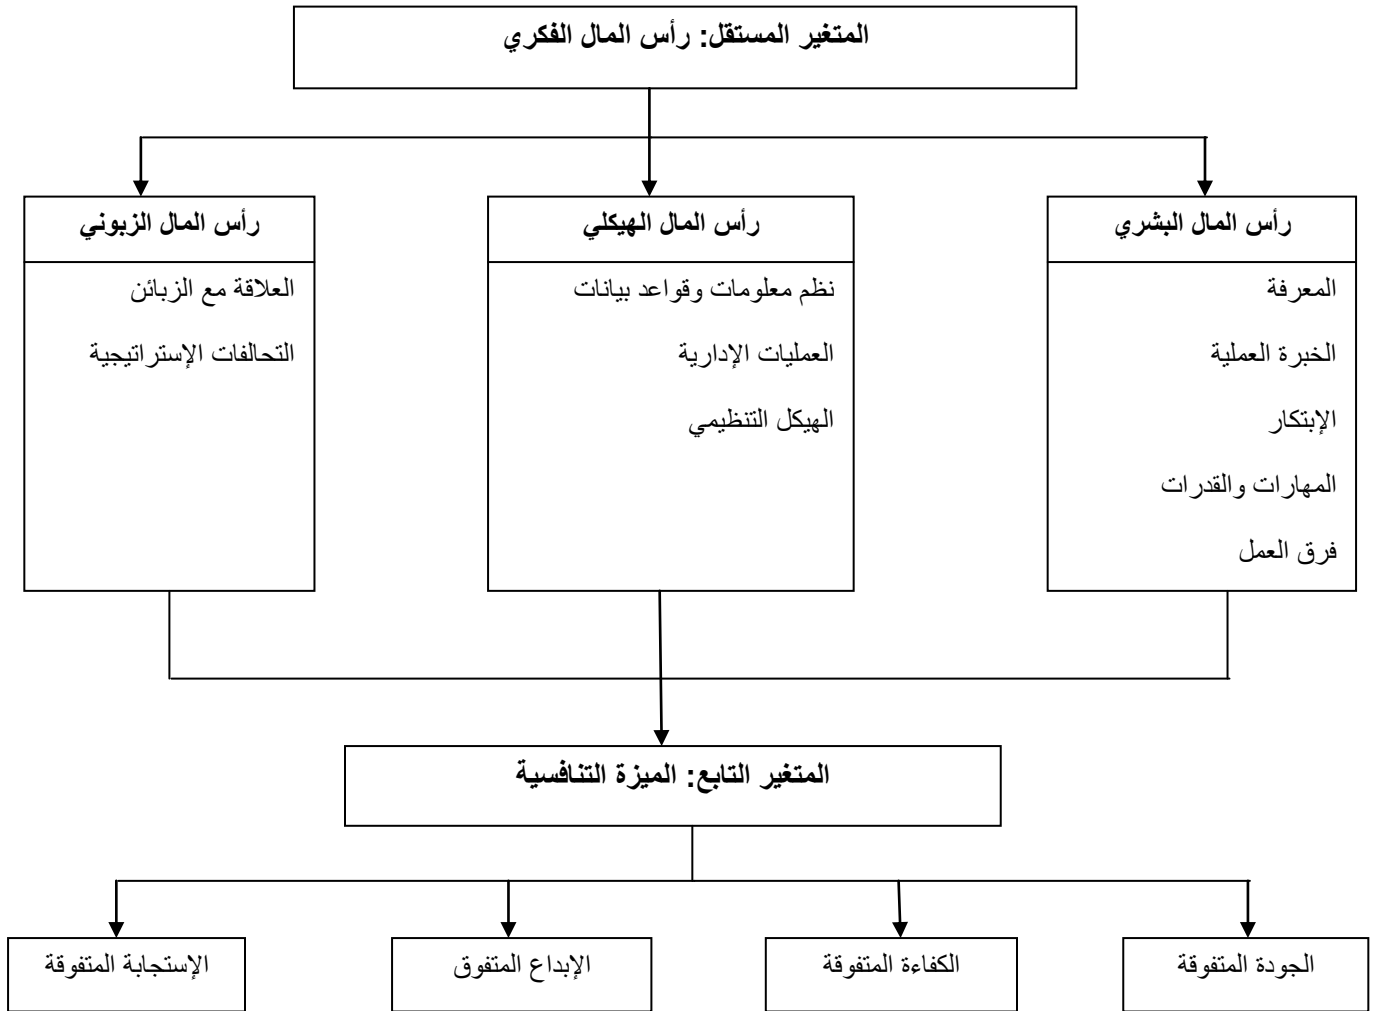 المتغير المستقل: رأس المال الفكري
رأس المال البشري
المعرفة
الخبرة العملية
الإبتكار
المهارات والقدرات
فرق العمل
رأس المال الهيكلي
نظم معلومات وقواعد بيانات
العمليات الإدارية
الهيكل التنظيمي
رأس المال الزبوني
العلاقة مع الزبائن
التحالفات الإستراتيجية
المتغير التابع: الميزة التنافسية
الجودة المتفوقة
الكفاءة المتفوقة
الإبداع المتفوق
الإستجابة المتفوقة